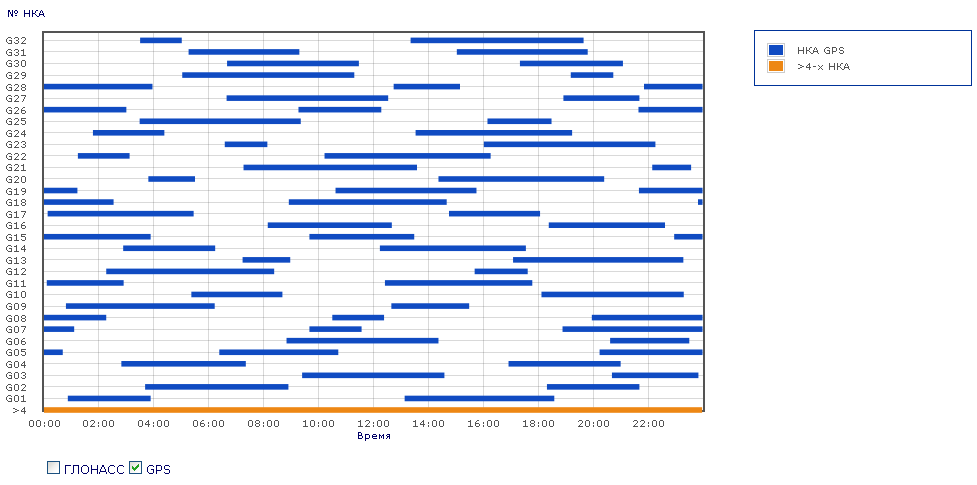 № НКА
G32
G31
G30
G29
G28
G27
G26
G25
G24
G23
G22
G21
G20
G19
G18
G17
G16
G15
G14
G13
G12
G11
G10
G09
G08
G07
G06
G05
G04
G03
G02
G01
>4
00:00 02:00 04:00 06:00 08:00 10:00 12:00 14:00 16:00 18:00 20:00 22:00
Время
НКА GPS
>4-х НКА
ГЛОНАСС GPS